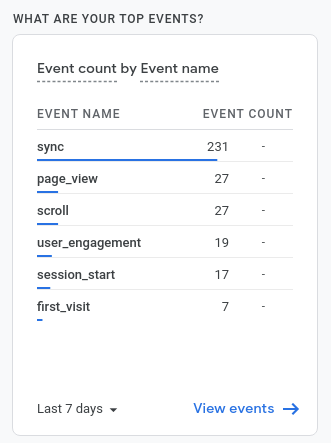 WHAT ARE YOUR TOP EVENTS?
Event count by Event name
EVENT NAME EVENT COUNT
sync 231 -
page_view 27 -
scroll 27 -
user_engagement 19 -
session_start 17 -
first_visit 7 -
Last 7 days View events